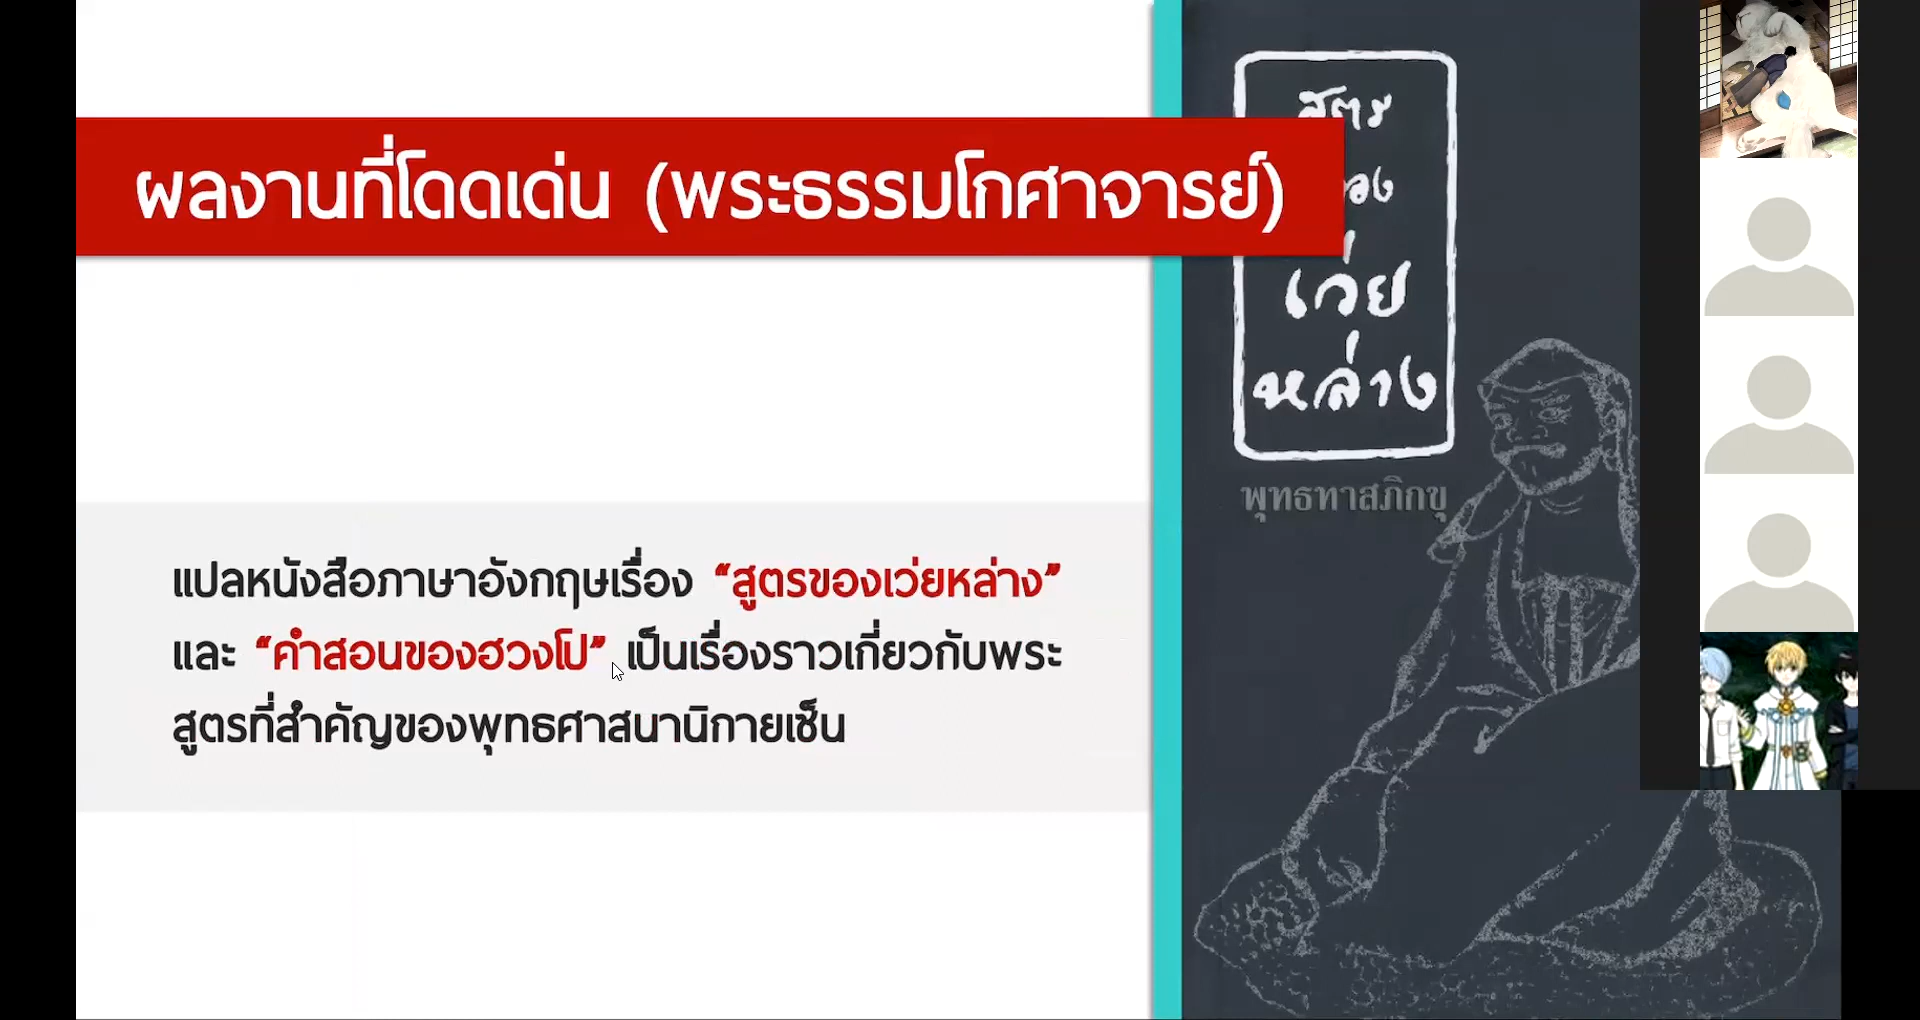 ผลงานที่โดดเด่น (พระธรรมโกศาจารย์)
แปลหนังสือภาษาอังกฤษเรื่อง “สูตรของเว่ยหล่าง”
และ “คำสอนของฮวงโป” เป็นเรื่องราวเกี่ยวกับพระ
สูตรที่สำคัญของพุทธศาสนานิกายเซ็น
สูตร
ของ
เว่ย
หล่าง
พุทธทาสภิกขุ